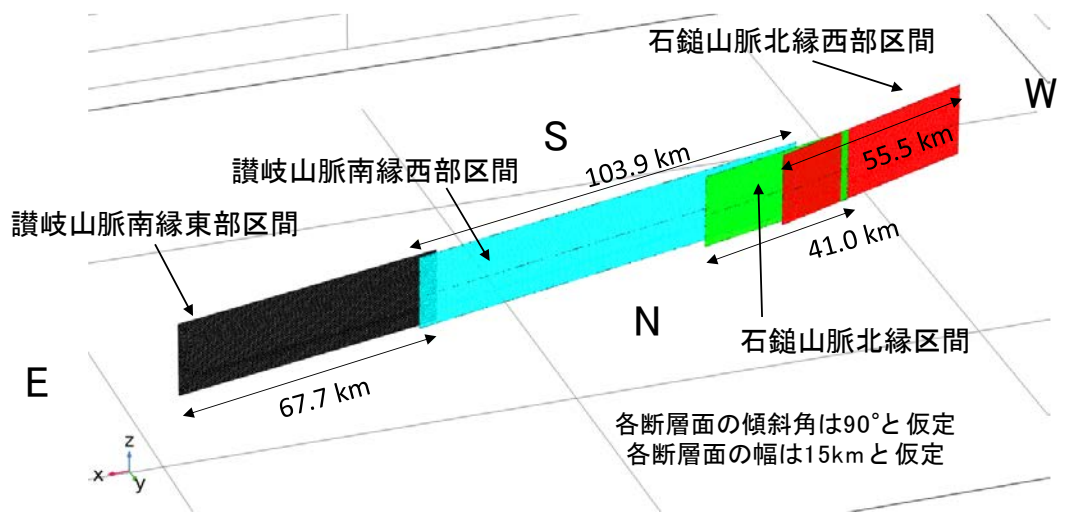 石鎚山脈北縁西部区間
W
S
103.9 km
55.5 km
讃岐山脈南縁西部区間
讃岐山脈南縁東部区間
41.0 km
N
石鎚山脈北縁区間
E
67.7 km
各断層面の傾斜角は90°と仮定
各断層面の幅は15kmと仮定
z
x
y